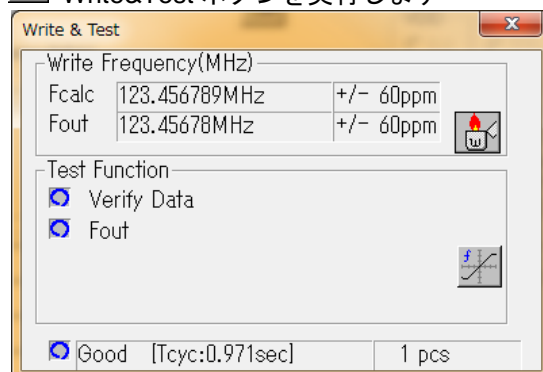 Write&Test ボタンを実行します
Write & Test
x
Write Frequency(MHz)
Fcalc 123.456789MHz +/- 60ppm
Fout 123.45678MHz +/- 60ppm
w
Test Function
Verify Data
Fout
f
Good [Tcyc:0.971sec] 1 pcs